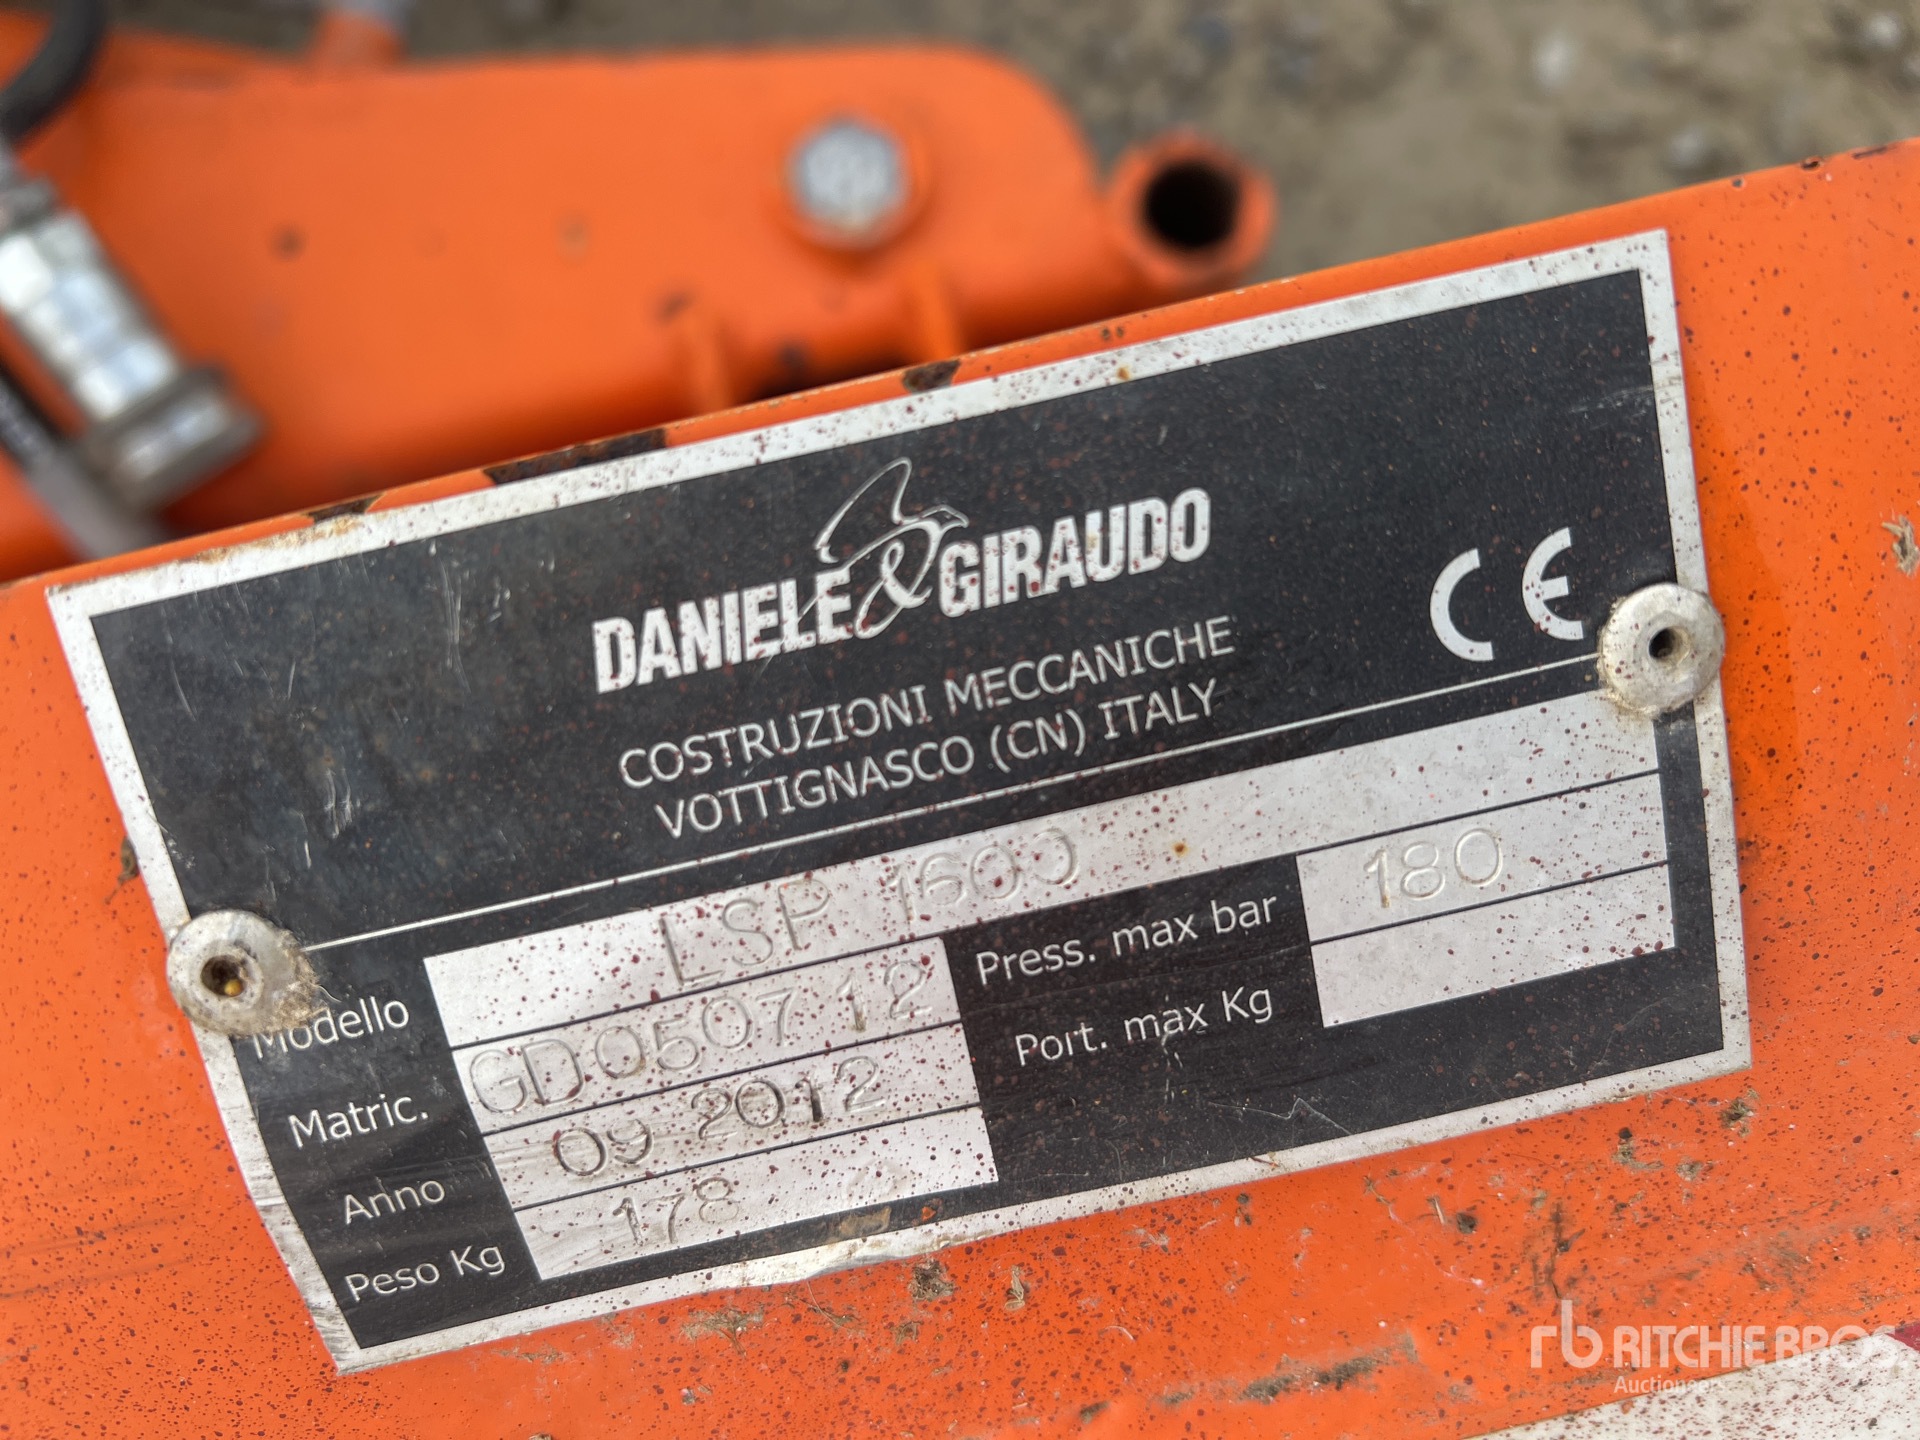 DANIELE & GIRAUDO
COSTRUZIONI MECCANICHE
VOTTIGNASCO (CN) ITALY
CE
Modello LSP 1600
Matric. GD0507 12
Press. max bar 180
Anno 09 2012
Port. max Kg
Peso Kg 178
rb RITCHIE BROS.
Auctioneers